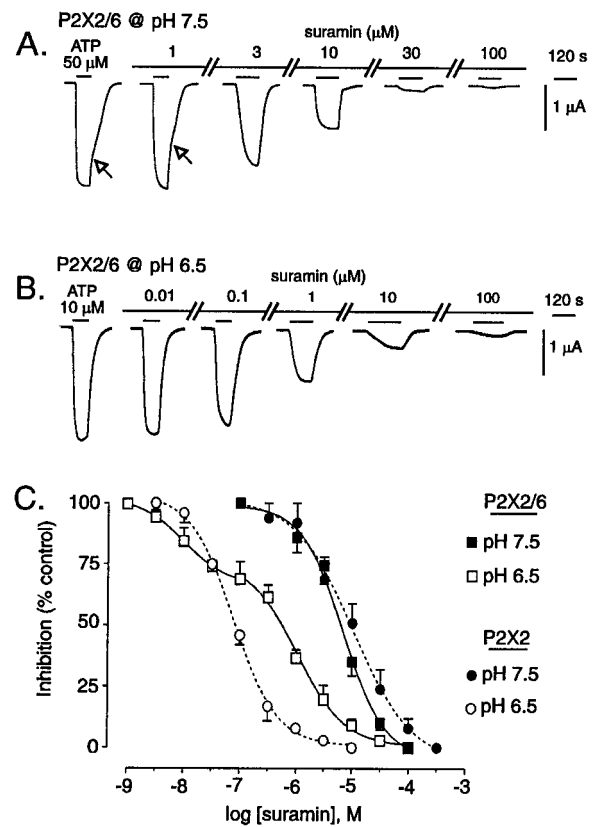 P2X2/6 @ pH 7.5
A.
ATP
50 μM
suramin (μM)
1 3 10 30 100
120 s
1 μA
P2X2/6 @ pH 6.5
B.
ATP
10 μM
suramin (μM)
0.01 0.1 1 10 100
120 s
1 μA
C.
Inhibition (% control)
100
75
50
25
0
-9 -8 -7 -6 -5 -4 -3
log [suramin], M
P2X2/6
pH 7.5
pH 6.5
P2X2
pH 7.5
pH 6.5